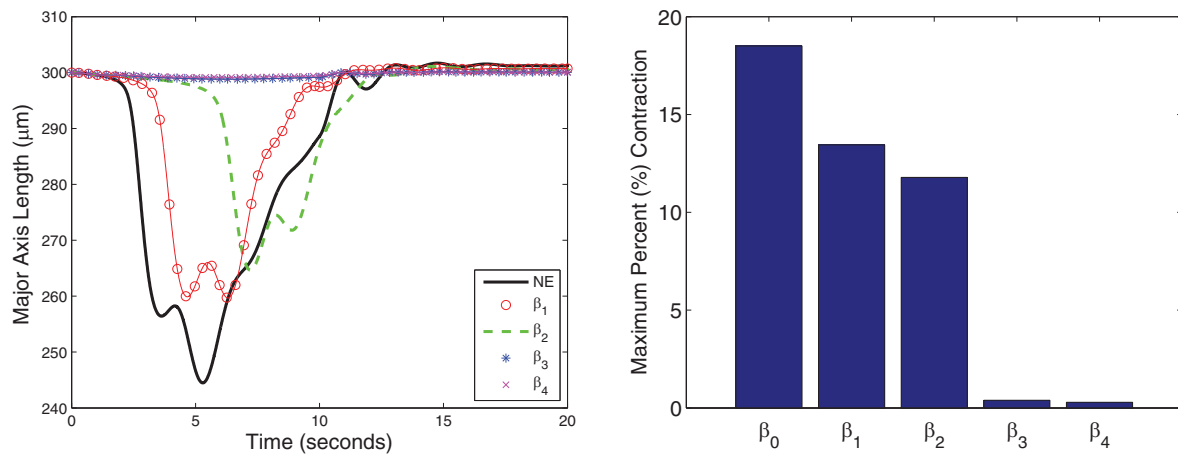 310
300
290
280
270
260
250
240
Major Axis Length (μm)
0 5 10 15 20
Time (seconds)
NE
β1
β2
β3
β4
20
15
10
5
0
Maximum Percent (%) Contraction
β0 β1 β2 β3 β4